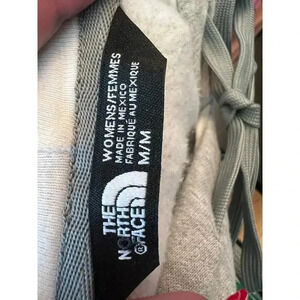 WOMENS/FEMMES
MADE IN MEXICO
FABRIQUÉ AU MEXIQUE
M/M
THE
NORTH
FACE®